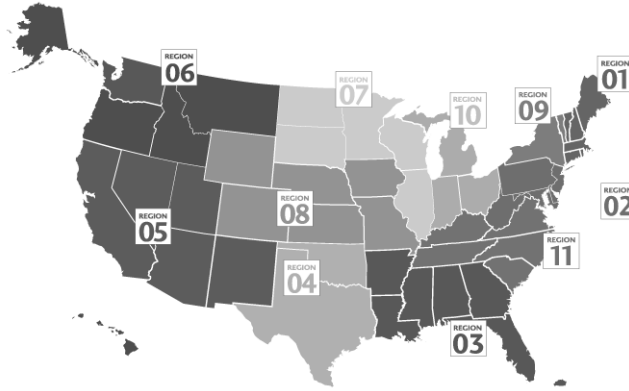 REGION
06
REGION
07
REGION
10
REGION
09
REGION
01
REGION
02
REGION
08
REGION
05
REGION
11
REGION
04
REGION
03